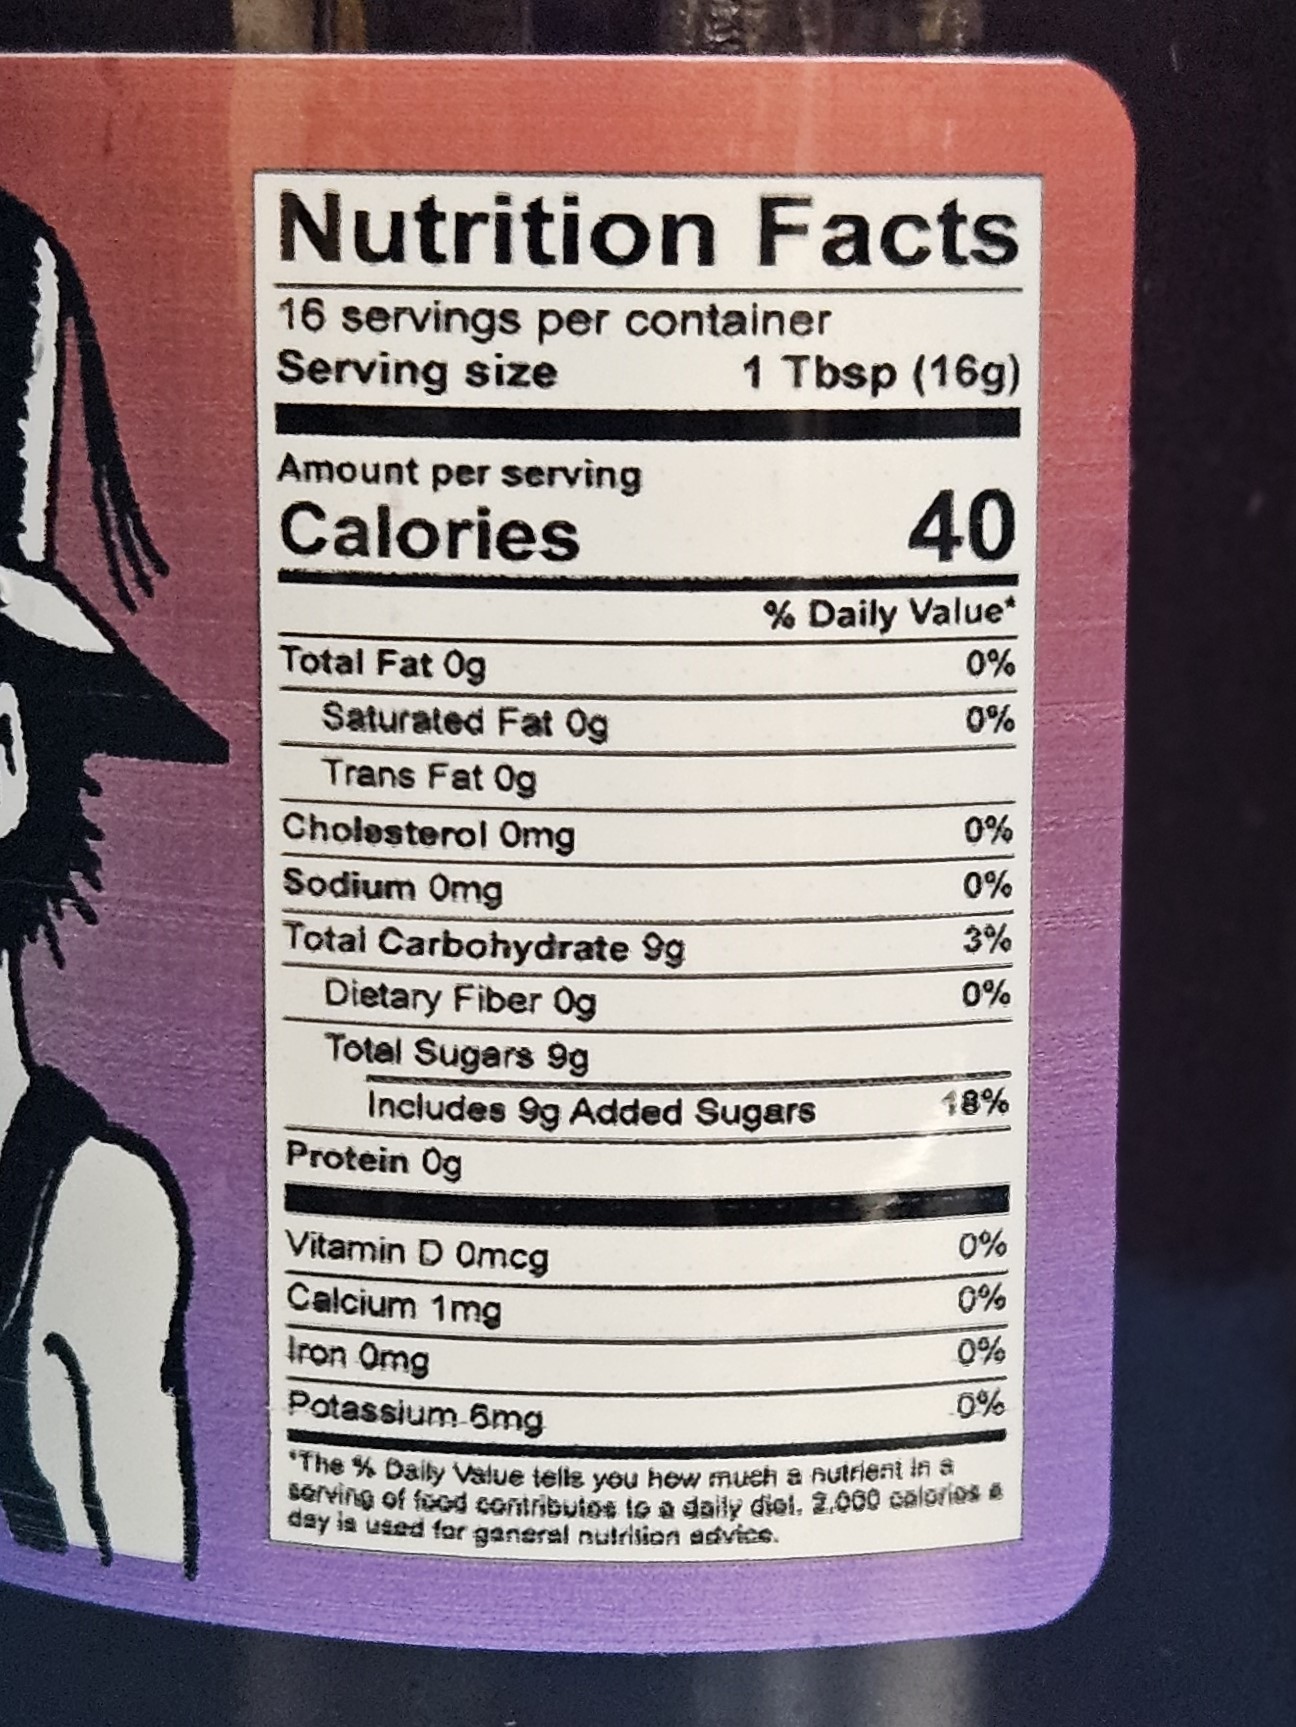 Nutrition Facts
16 servings per container
Serving size 1 Tbsp (16g)
Amount per serving
Calories 40
% Daily Value*
Total Fat 0g 0%
Saturated Fat 0g 0%
Trans Fat 0g
Cholesterol 0mg 0%
Sodium 0mg 0%
Total Carbohydrate 9g 3%
Dietary Fiber 0g 0%
Total Sugars 9g
Includes 9g Added Sugars 18%
Protein 0g
Vitamin D 0mcg 0%
Calcium 1mg 0%
Iron 0mg 0%
Potassium 6mg 0%
*The % Daily Value tells you how much a nutrient in a
serving of food contributes to a daily diet. 2,000 calories a
day is used for general nutrition advice.